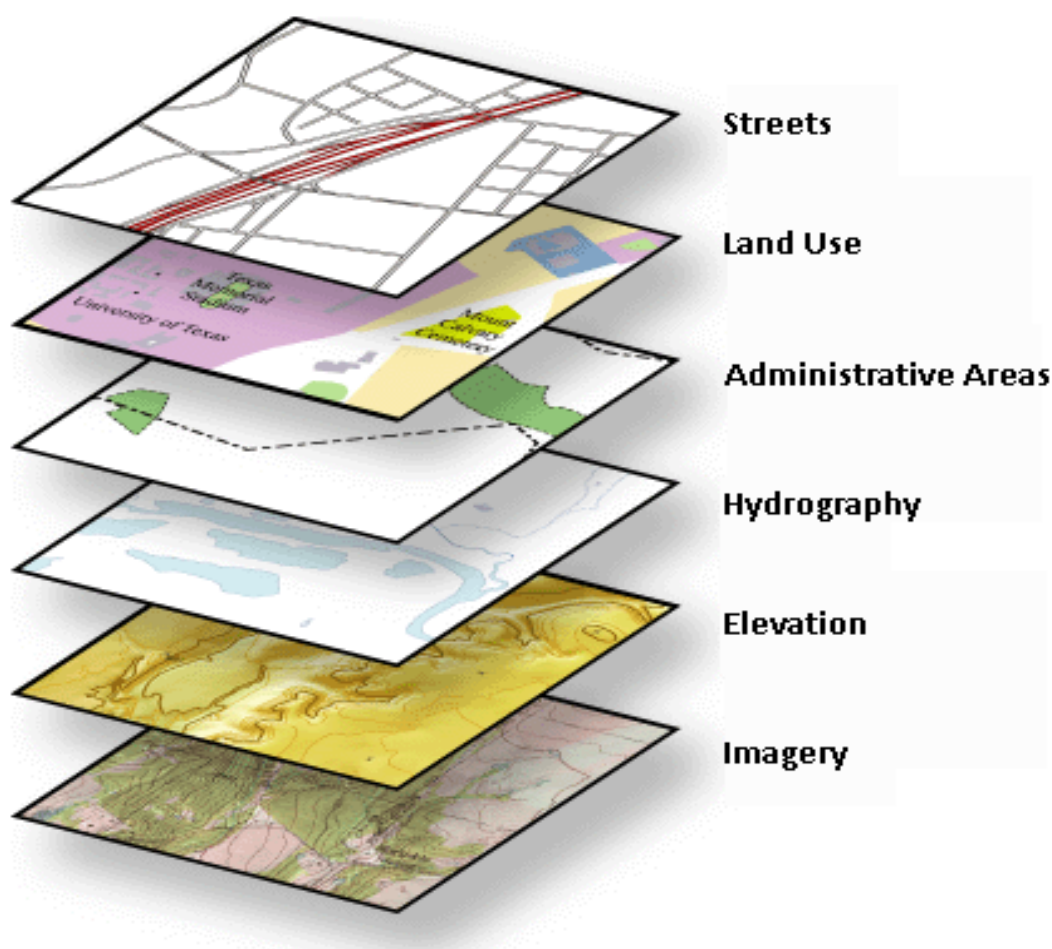 Streets
Land Use
Texas
Memorial
Stadium
University of Texas
Mount
Calvary
Cemetery
Administrative Areas
Hydrography
Elevation
Imagery